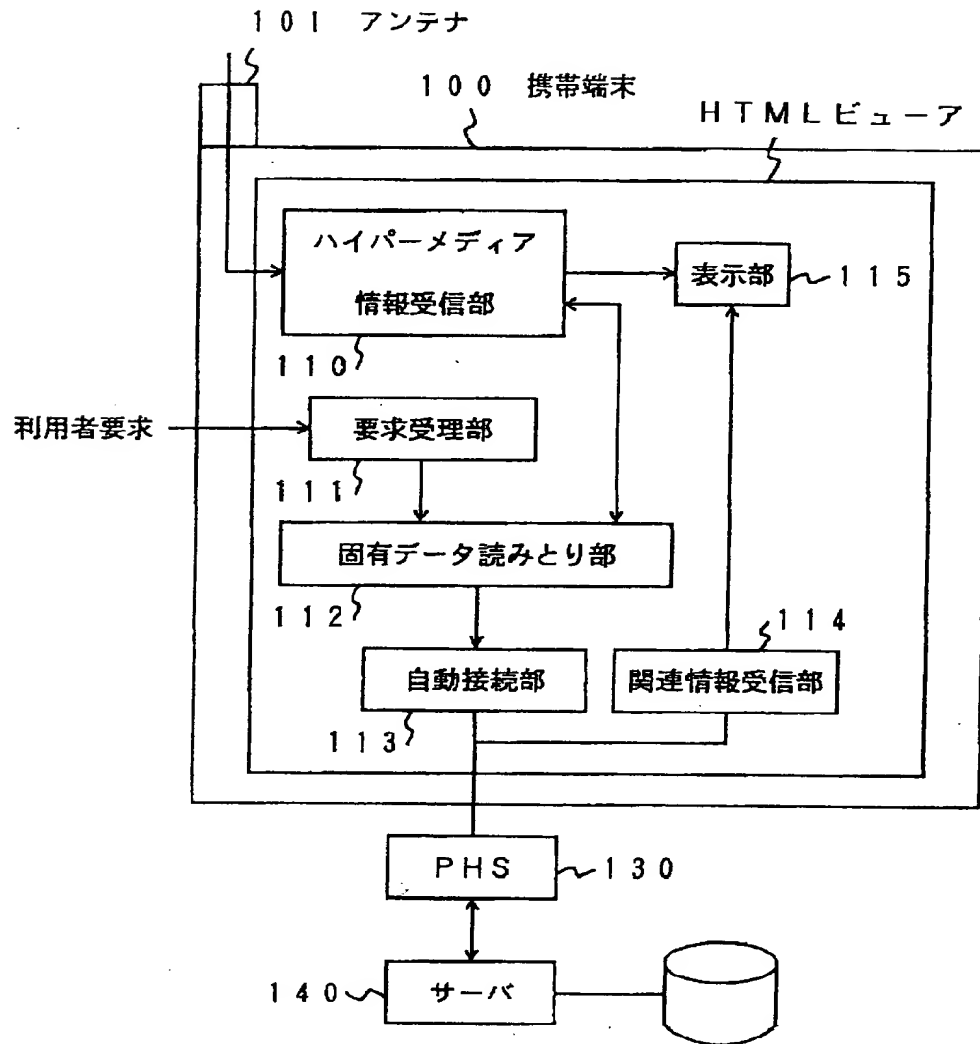 101 アンテナ
100 携帯端末
HTMLビューア
ハイパーメディア
情報受信部
110
表示部
115
利用者要求
要求受理部
111
固有データ読みとり部
112
自動接続部
113
114
関連情報受信部
PHS
130
140
サーバ